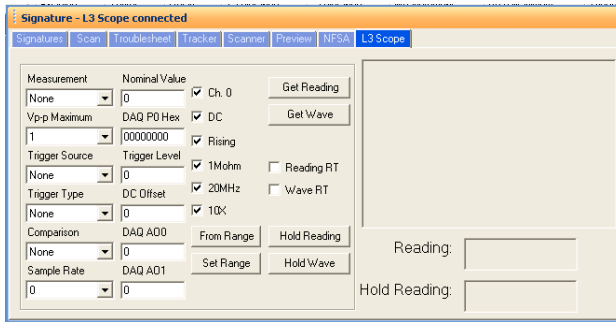 Signature - L3 Scope connected
Signatures Scan Troublesheet Tracker Scanner Preview NFSA L3 Scope
Measurement Nominal Value
None 0 Ch. 0 Get Reading
Vp-p Maximum DAQ P0 Hex DC Get Wave
1 00000000 Rising
Trigger Source Trigger Level
None 0 1Mohm Reading RT
Trigger Type DC Offset 20MHz Wave RT
None 0 10X
Comparison DAQ AO0 From Range Hold Reading
None 0 Reading:
Sample Rate DAQ AO1 Set Range Hold Wave
0 0 Hold Reading: